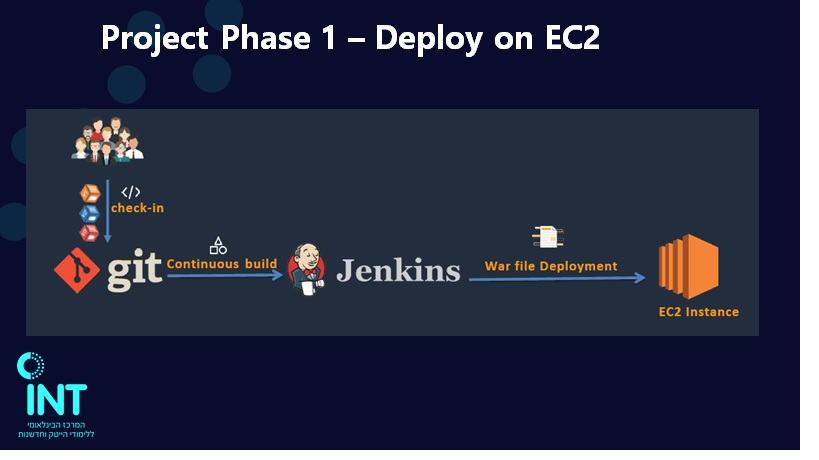 Project Phase 1 – Deploy on EC2
</>
check-in
git
Continuous build
Jenkins
War file Deployment
EC2 Instance
INT
המרכז הבינלאומי
ללימודי הייטק וחדשנות